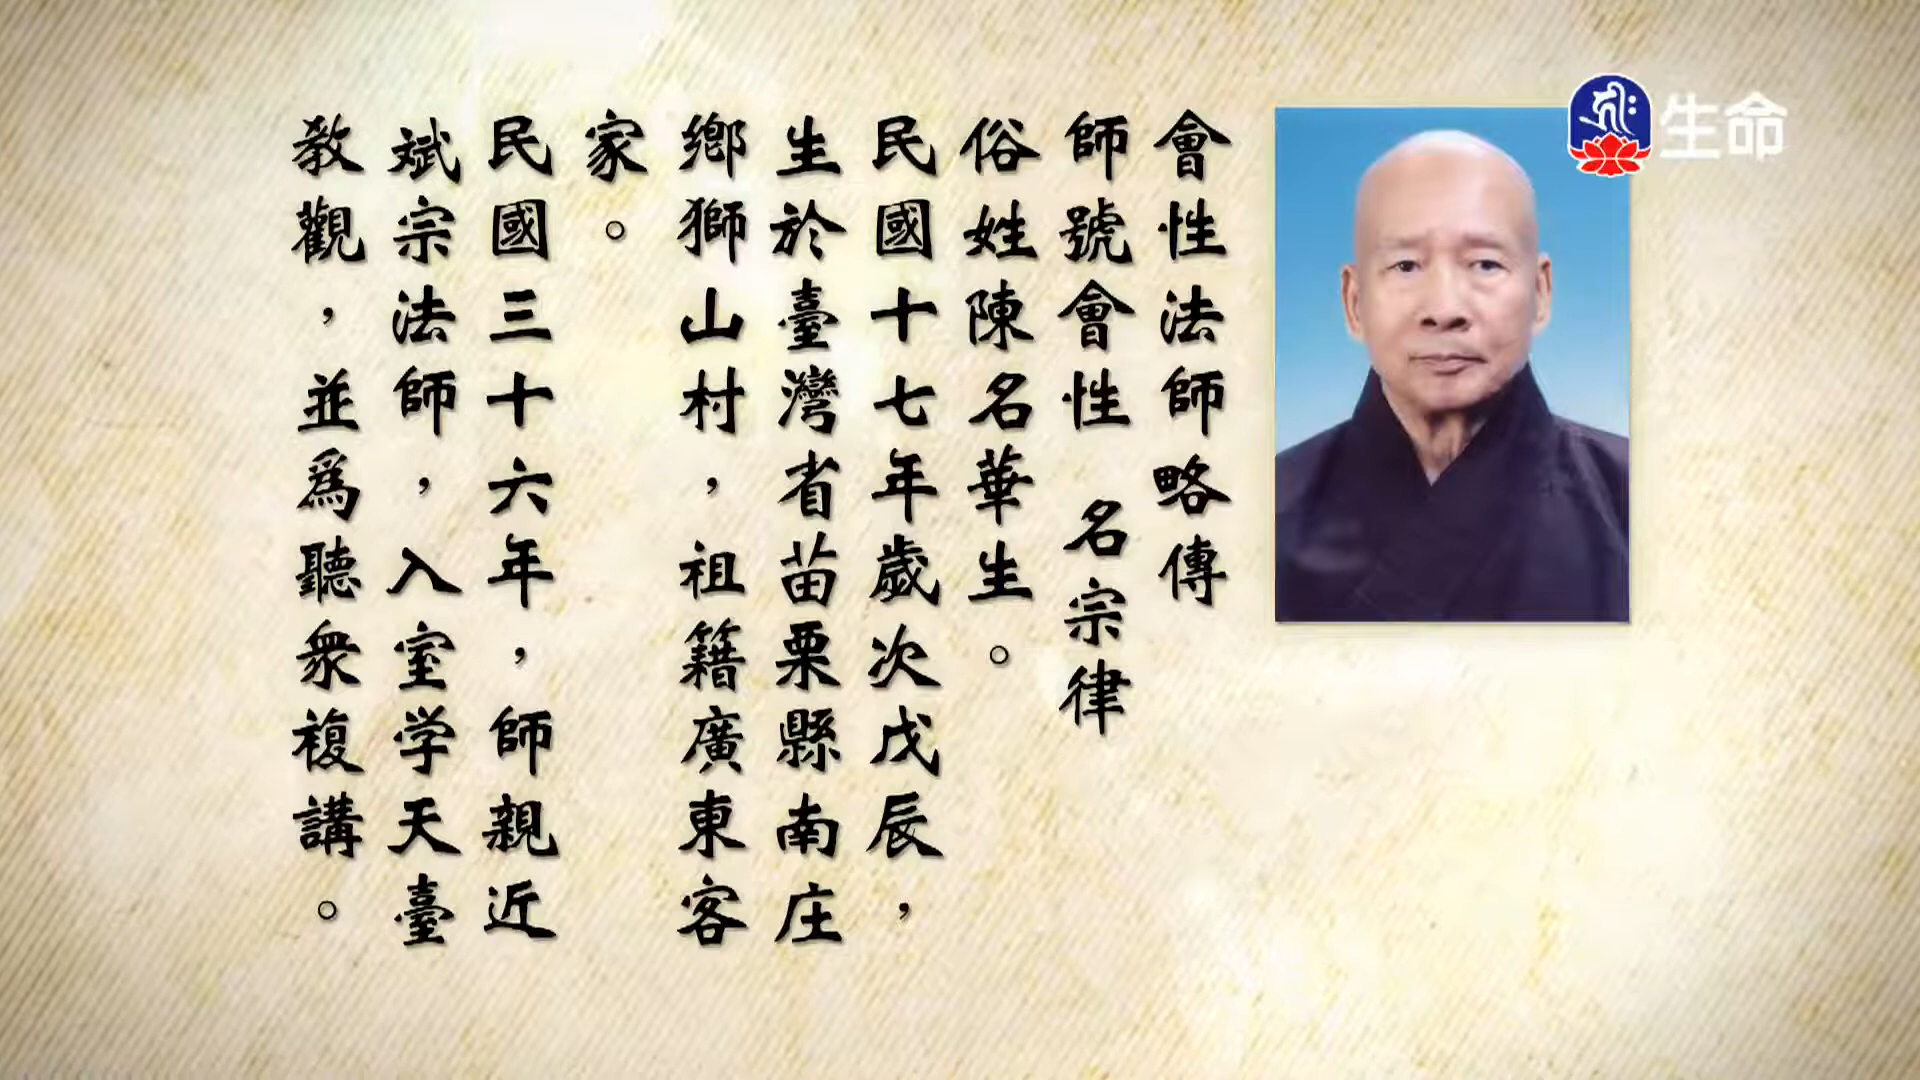 會性法師略傳
師號會性 名宗律
俗姓陳名華生。
民國十七年歲次戊辰，
生於臺灣省苗栗縣南庄
鄉獅山村，祖籍廣東客
家。
民國三十六年，師親近
斌宗法師，入室学天臺
教觀，並爲聽衆複講。
生命